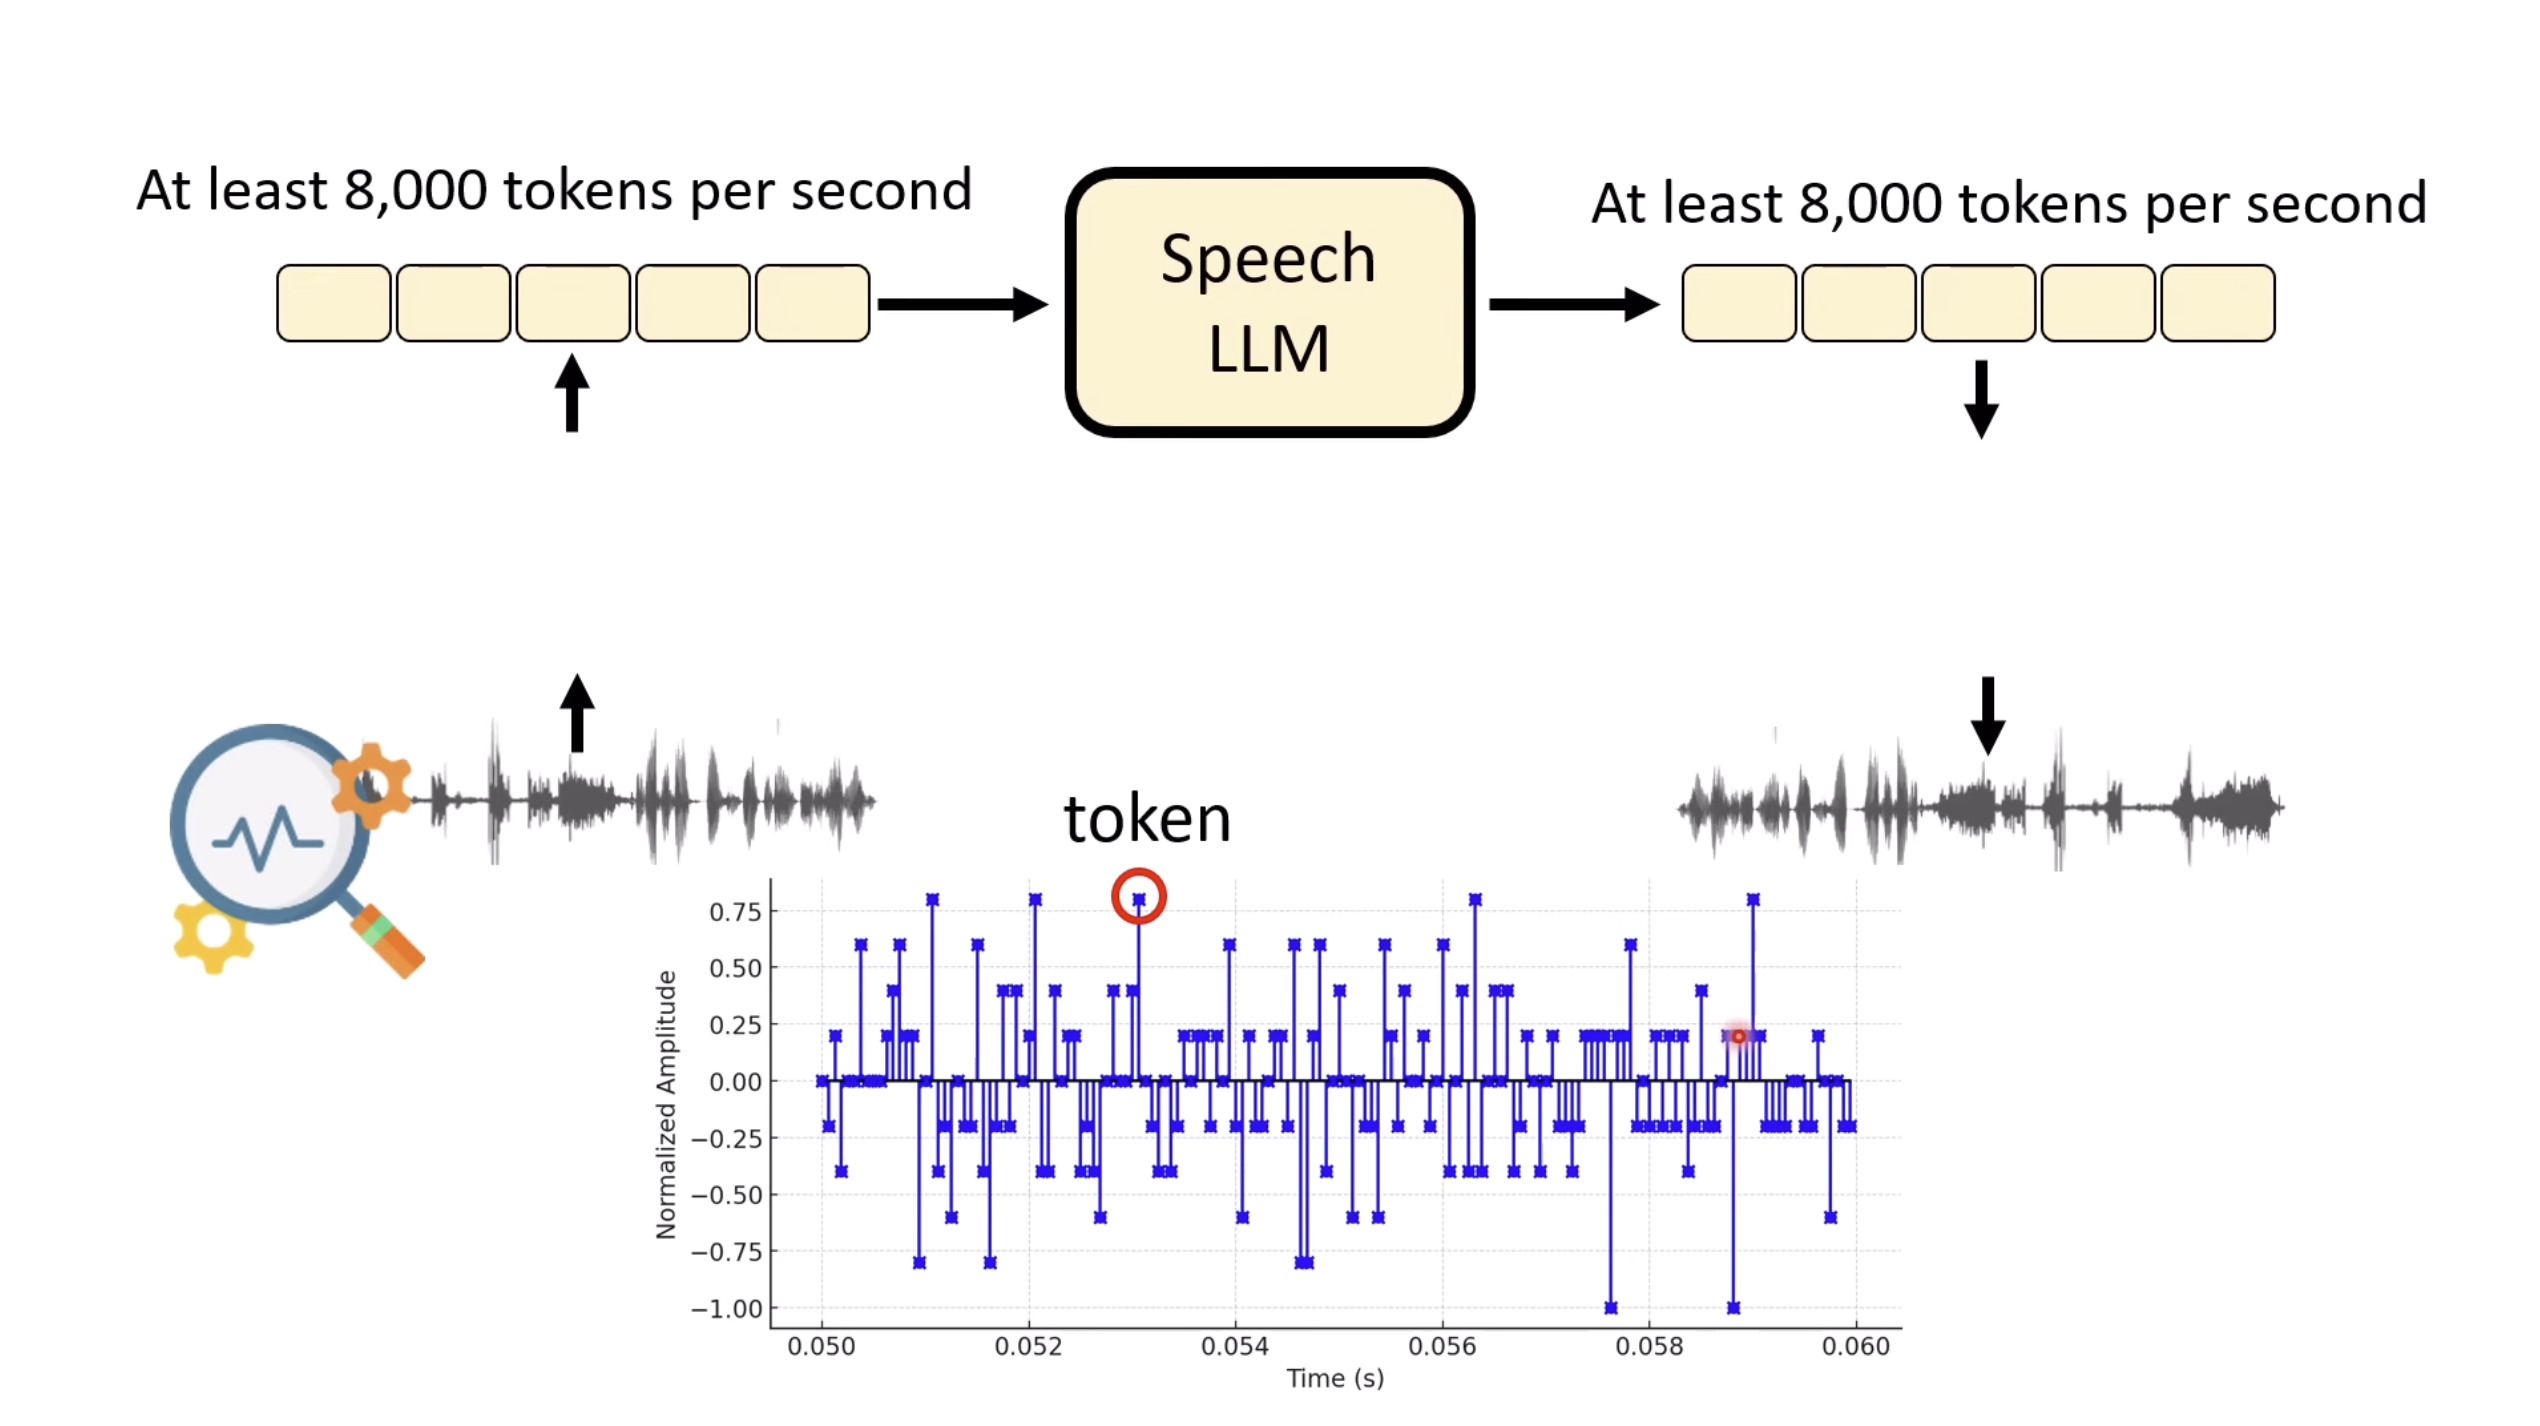 At least 8,000 tokens per second
At least 8,000 tokens per second
Speech
LLM
token
Normalized Amplitude
0.75
0.50
0.25
0.00
−0.25
−0.50
−0.75
−1.00
0.050 0.052 0.054 0.056 0.058 0.060
Time (s)